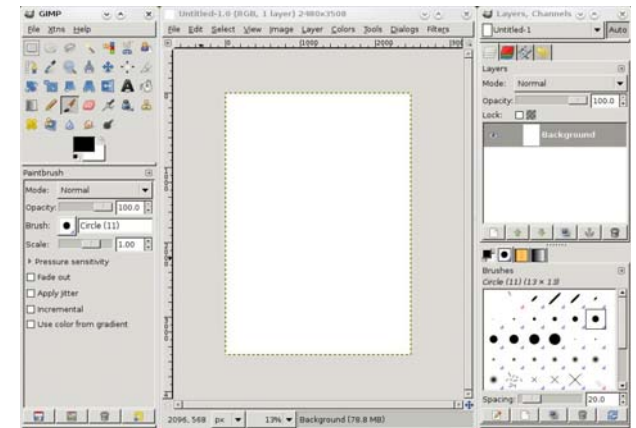 GIMP
File Xtns Help
Paintbrush
Mode: Normal
Opacity: 100.0
Brush: Circle (11)
Scale: 1.00
Pressure sensitivity
Fade out
Apply Jitter
Incremental
Use color from gradient
Untitled-1.0 (RGB, 1 layer) 2480x3508
File Edit Select View Image Layer Colors Tools Dialogs Filters
0 1000 2000
2096, 568 px 13% Background (78.8 MB)
Layers, Channels
Untitled-1 Auto
Layers
Mode: Normal
Opacity: 100.0
Lock:
Background
Brushes
Circle (11) (13 × 13)
Spacing: 20.0